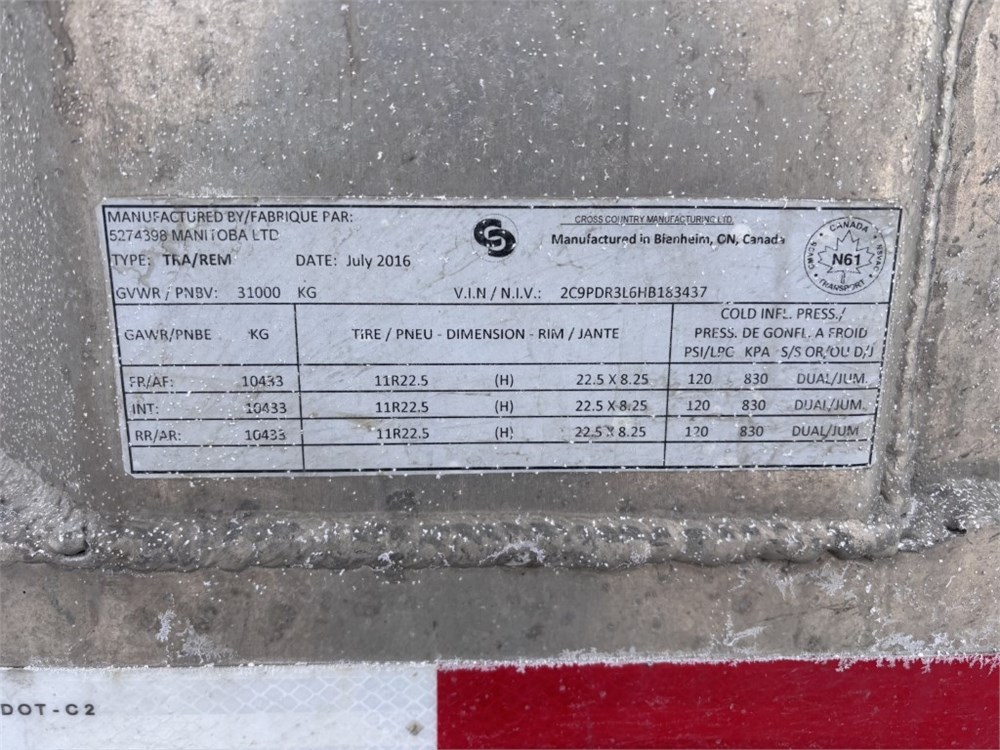 MANUFACTURED BY/FABRIQUE PAR:
5274398 MANITOBA LTD
CROSS COUNTRY MANUFACTURING LTD.
Manufactured in Blenheim, ON, Canada
TYPE: TRA/REM DATE: July 2016
GVWR / PNBV: 31000 KG V.I.N / N.I.V.: 2C9PDR3L6HB183437
CANADA
N61
TRANSPORT
GAWR/PNBE KG TIRE / PNEU - DIMENSION - RIM / JANTE
COLD INFL. PRESS./
PRESS. DE GONFL. A FROID
PSI/LPC KPA S/S OR/OU D/J
FR/AF: 10433 11R22.5 (H) 22.5 X 8.25 120 830 DUAL/JUM.
INT: 10433 11R22.5 (H) 22.5 X 8.25 120 830 DUAL/JUM.
RR/AR: 10433 11R22.5 (H) 22.5 X 8.25 120 830 DUAL/JUM.
DOT-C2